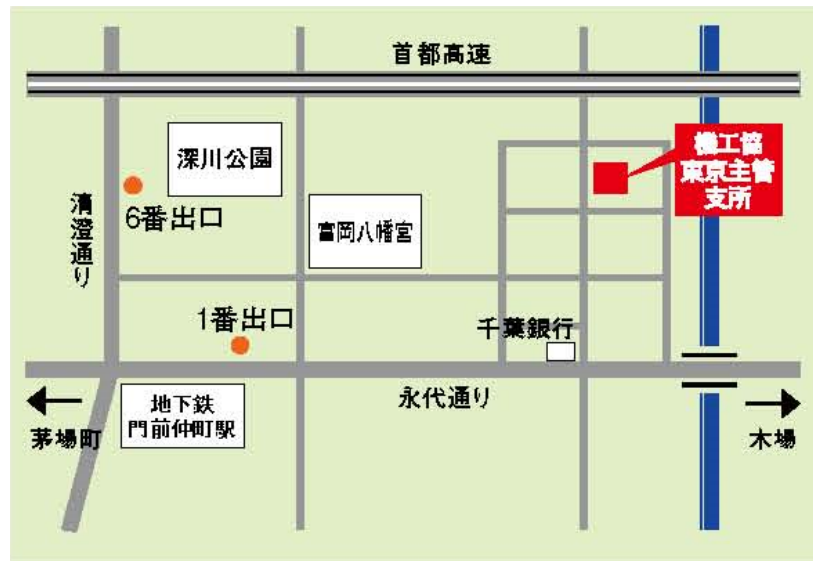 首都高速
機工協
東京主管
支所
深川公園
6番出口
清澄通り
富岡八幡宮
1番出口
千葉銀行
永代通り
地下鉄
門前仲町駅
茅場町
木場